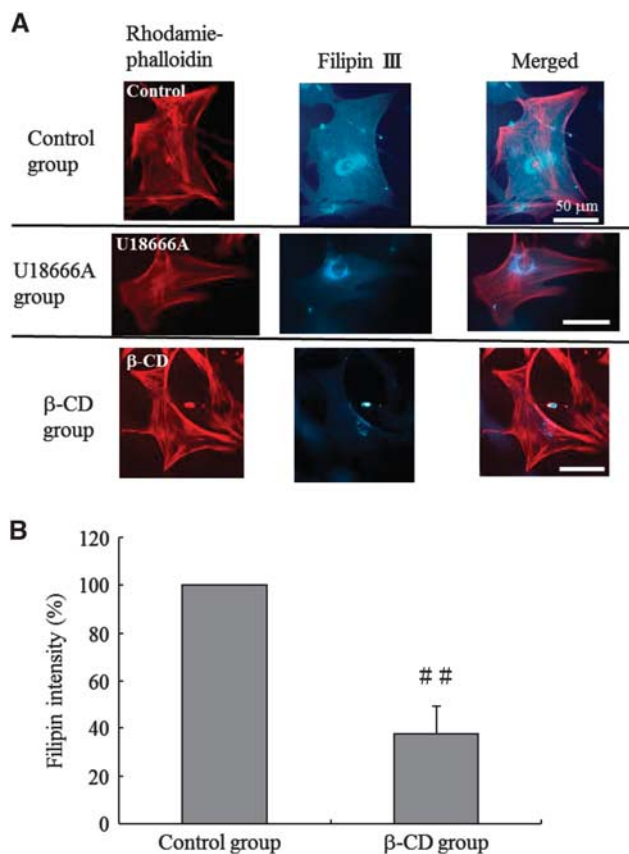 A
Rhodamie-
phalloidin
Filipin III
Merged
Control
group
Control
50 μm
U18666A
group
U18666A
β-CD
group
β-CD
B
Filipin intensity (%)
120
100
80
60
40
20
0
##
Control group
β-CD group